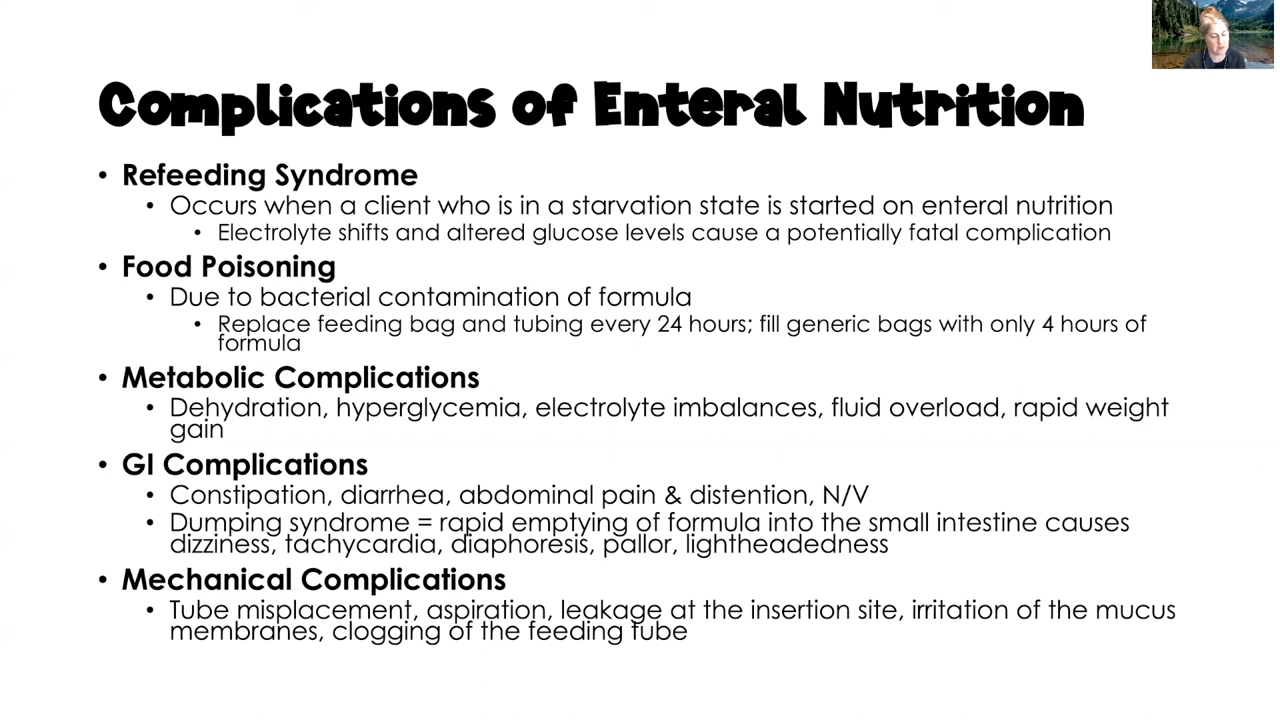 Complications of Enteral Nutrition
• Refeeding Syndrome
• Occurs when a client who is in a starvation state is started on enteral nutrition
• Electrolyte shifts and altered glucose levels cause a potentially fatal complication
• Food Poisoning
• Due to bacterial contamination of formula
• Replace feeding bag and tubing every 24 hours; fill generic bags with only 4 hours of
formula
• Metabolic Complications
• Dehydration, hyperglycemia, electrolyte imbalances, fluid overload, rapid weight
gain
• GI Complications
• Constipation, diarrhea, abdominal pain & distention, N/V
• Dumping syndrome = rapid emptying of formula into the small intestine causes
dizziness, tachycardia, diaphoresis, pallor, lightheadedness
• Mechanical Complications
• Tube misplacement, aspiration, leakage at the insertion site, irritation of the mucus
membranes, clogging of the feeding tube